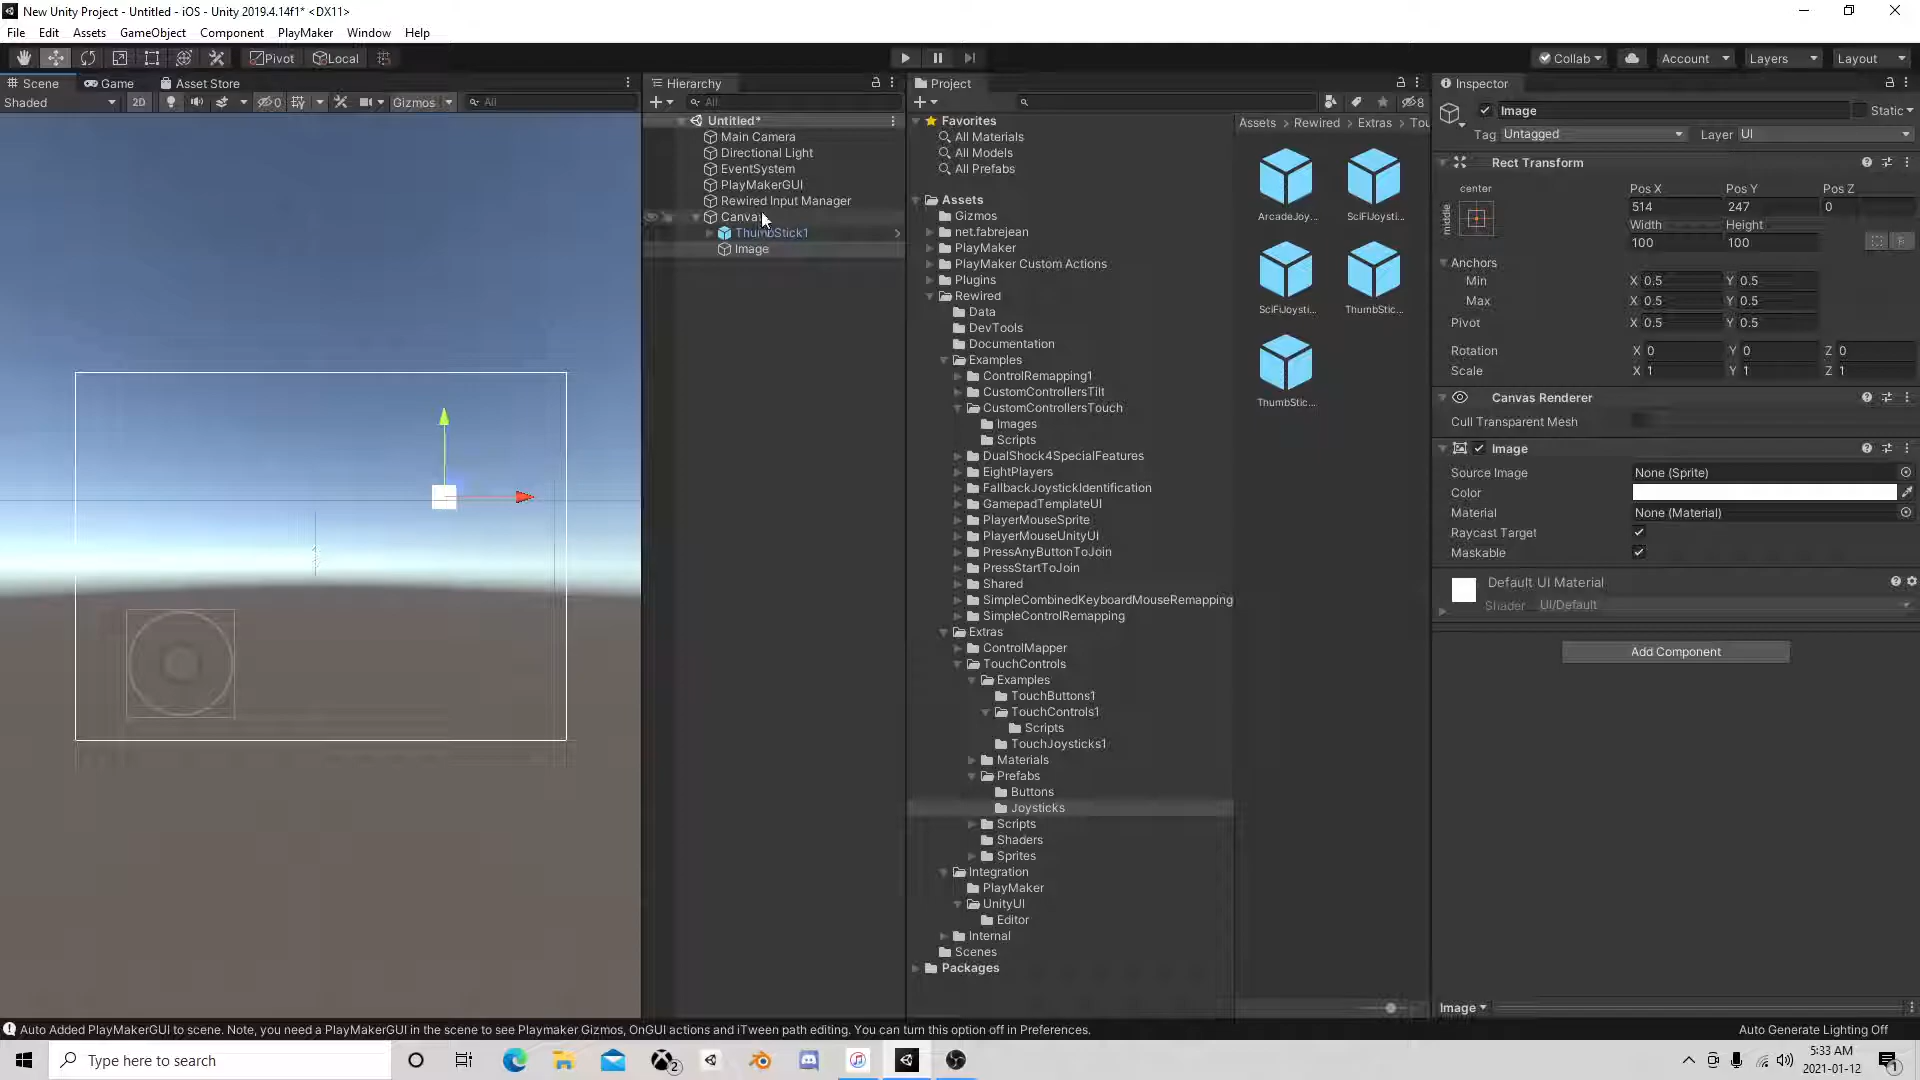 New Unity Project - Untitled - iOS - Unity 2019.4.14f1* <DX11>
File Edit Assets GameObject Component PlayMaker Window Help
Pivot Local Collab Account Layers Layout
Scene Game Asset Store
Shaded 2D 0 Gizmos All
Hierarchy
All
Untitled*
Main Camera
Directional Light
EventSystem
PlayMakerGUI
Rewired Input Manager
Canvas
ThumbStick1
Image
Project
8
Favorites
All Materials
All Models
All Prefabs
Assets
Gizmos
net.fabrejean
PlayMaker
PlayMaker Custom Actions
Plugins
Rewired
Data
DevTools
Documentation
Examples
ControlRemapping1
CustomControllersTilt
CustomControllersTouch
Images
Scripts
DualShock4SpecialFeatures
EightPlayers
FallbackJoystickIdentification
GamepadTemplateUI
PlayerMouseSprite
PlayerMouseUnityUI
PressAnyButtonToJoin
PressStartToJoin
Shared
SimpleCombinedKeyboardMouseRemapping
SimpleControlRemapping
Extras
ControlMapper
TouchControls
Examples
TouchButtons1
TouchControls1
Scripts
TouchJoysticks1
Materials
Prefabs
Buttons
Joysticks
Scripts
Shaders
Sprites
Integration
PlayMaker
UnityUI
Editor
Internal
Scenes
Packages
Assets > Rewired > Extras > Tou
ArcadeJoy... SciFiJoysti...
SciFiJoysti... ThumbStic...
ThumbStic...
Inspector
Image Static
Tag Untagged Layer UI
Rect Transform
center
middle
Pos X Pos Y Pos Z
514 247 0
Width Height
100 100
R
Anchors
Min X 0.5 Y 0.5
Max X 0.5 Y 0.5
Pivot X 0.5 Y 0.5
Rotation X 0 Y 0 Z 0
Scale X 1 Y 1 Z 1
Canvas Renderer
Cull Transparent Mesh
Image
Source Image None (Sprite)
Color
Material None (Material)
Raycast Target
Maskable
Default UI Material
Shader UI/Default
Add Component
Image
Auto Added PlayMakerGUI to scene. Note, you need a PlayMakerGUI in the scene to see Playmaker Gizmos, OnGUI actions and iTween path editing. You can turn this option off in Preferences.
Auto Generate Lighting Off
Type here to search
2
5:33 AM
2021-01-12
1